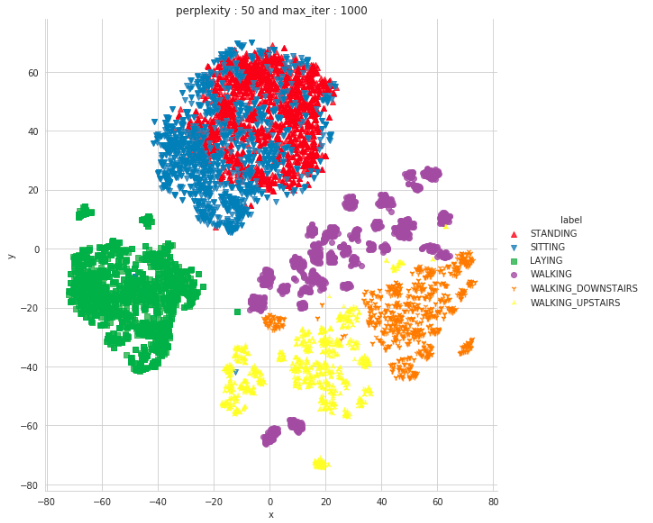 perplexity : 50 and max_iter : 1000
y
60
40
20
0
−20
−40
−60
−80
−80
−60
−40
−20
0
20
40
60
80
x
label
STANDING
SITTING
LAYING
WALKING
WALKING_DOWNSTAIRS
WALKING_UPSTAIRS